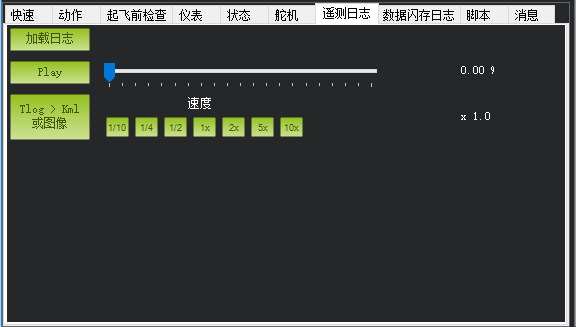 快速 动作 起飞前检查 仪表 状态 舵机 遥测日志 数据闪存日志 脚本 消息
加载日志
Play 0.00 9
Tlog > Kml
或图像
速度
x 1.0
1/10 1/4 1/2 1x 2x 5x 10x